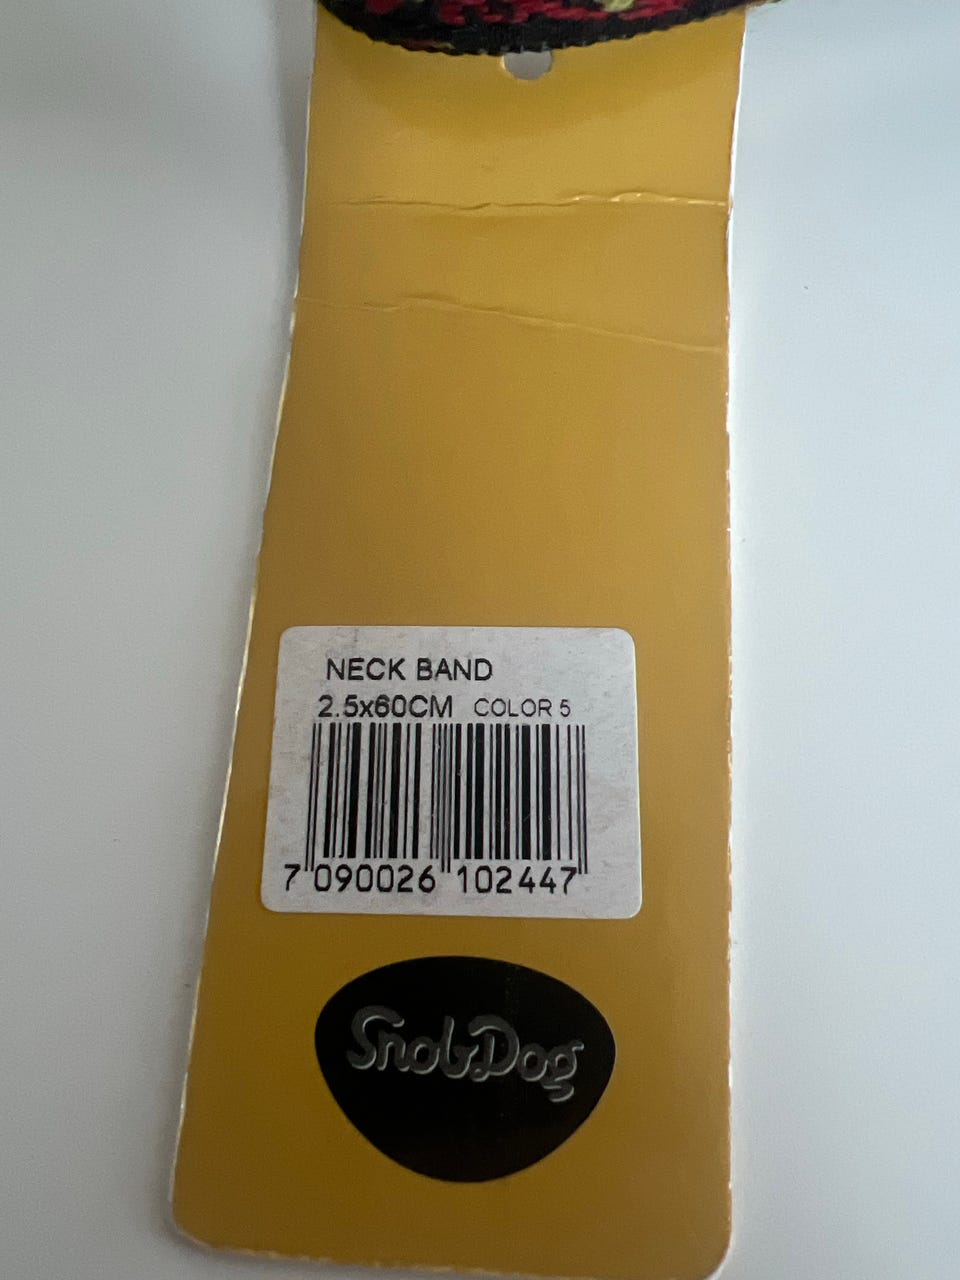 NECK BAND
2.5x60CM COLOR 5
7 090026 102447
SnobDog